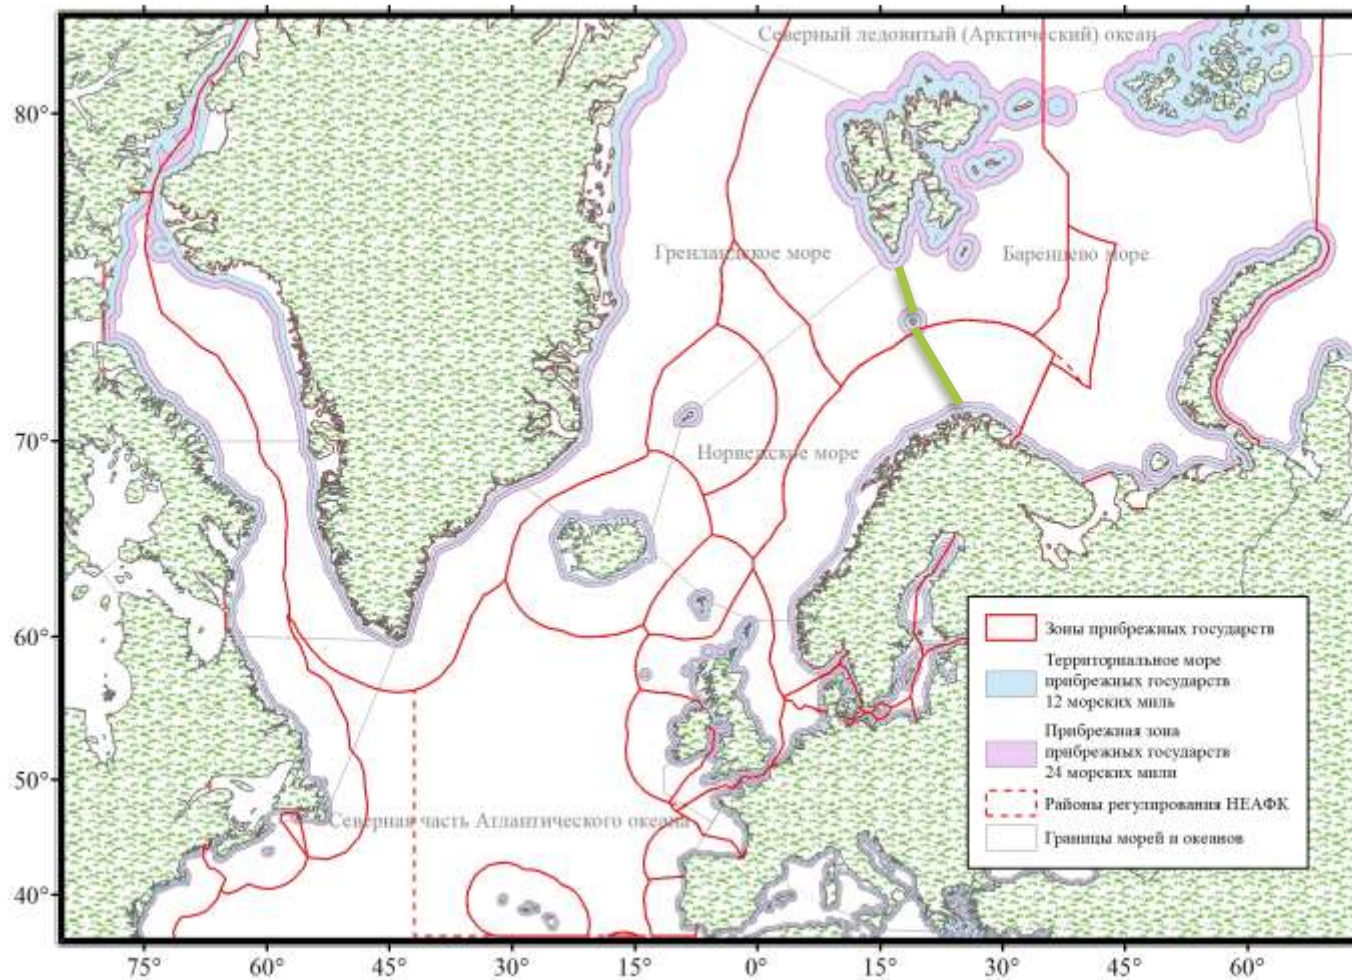 Северный ледовитый (Арктический) океан
80°
Гренландское море
Баренцево море
70°
Норвежское море
60°
Зоны прибрежных государств
Территориальное море
прибрежных государств
12 морских миль
Прибрежная зона
прибрежных государств
24 морских мили
50°
Районы регулирования НЕАФК
Северная часть Атлантического океана
Границы морей и океанов
40°
75° 60° 45° 30° 15° 0° 15° 30° 45° 60°